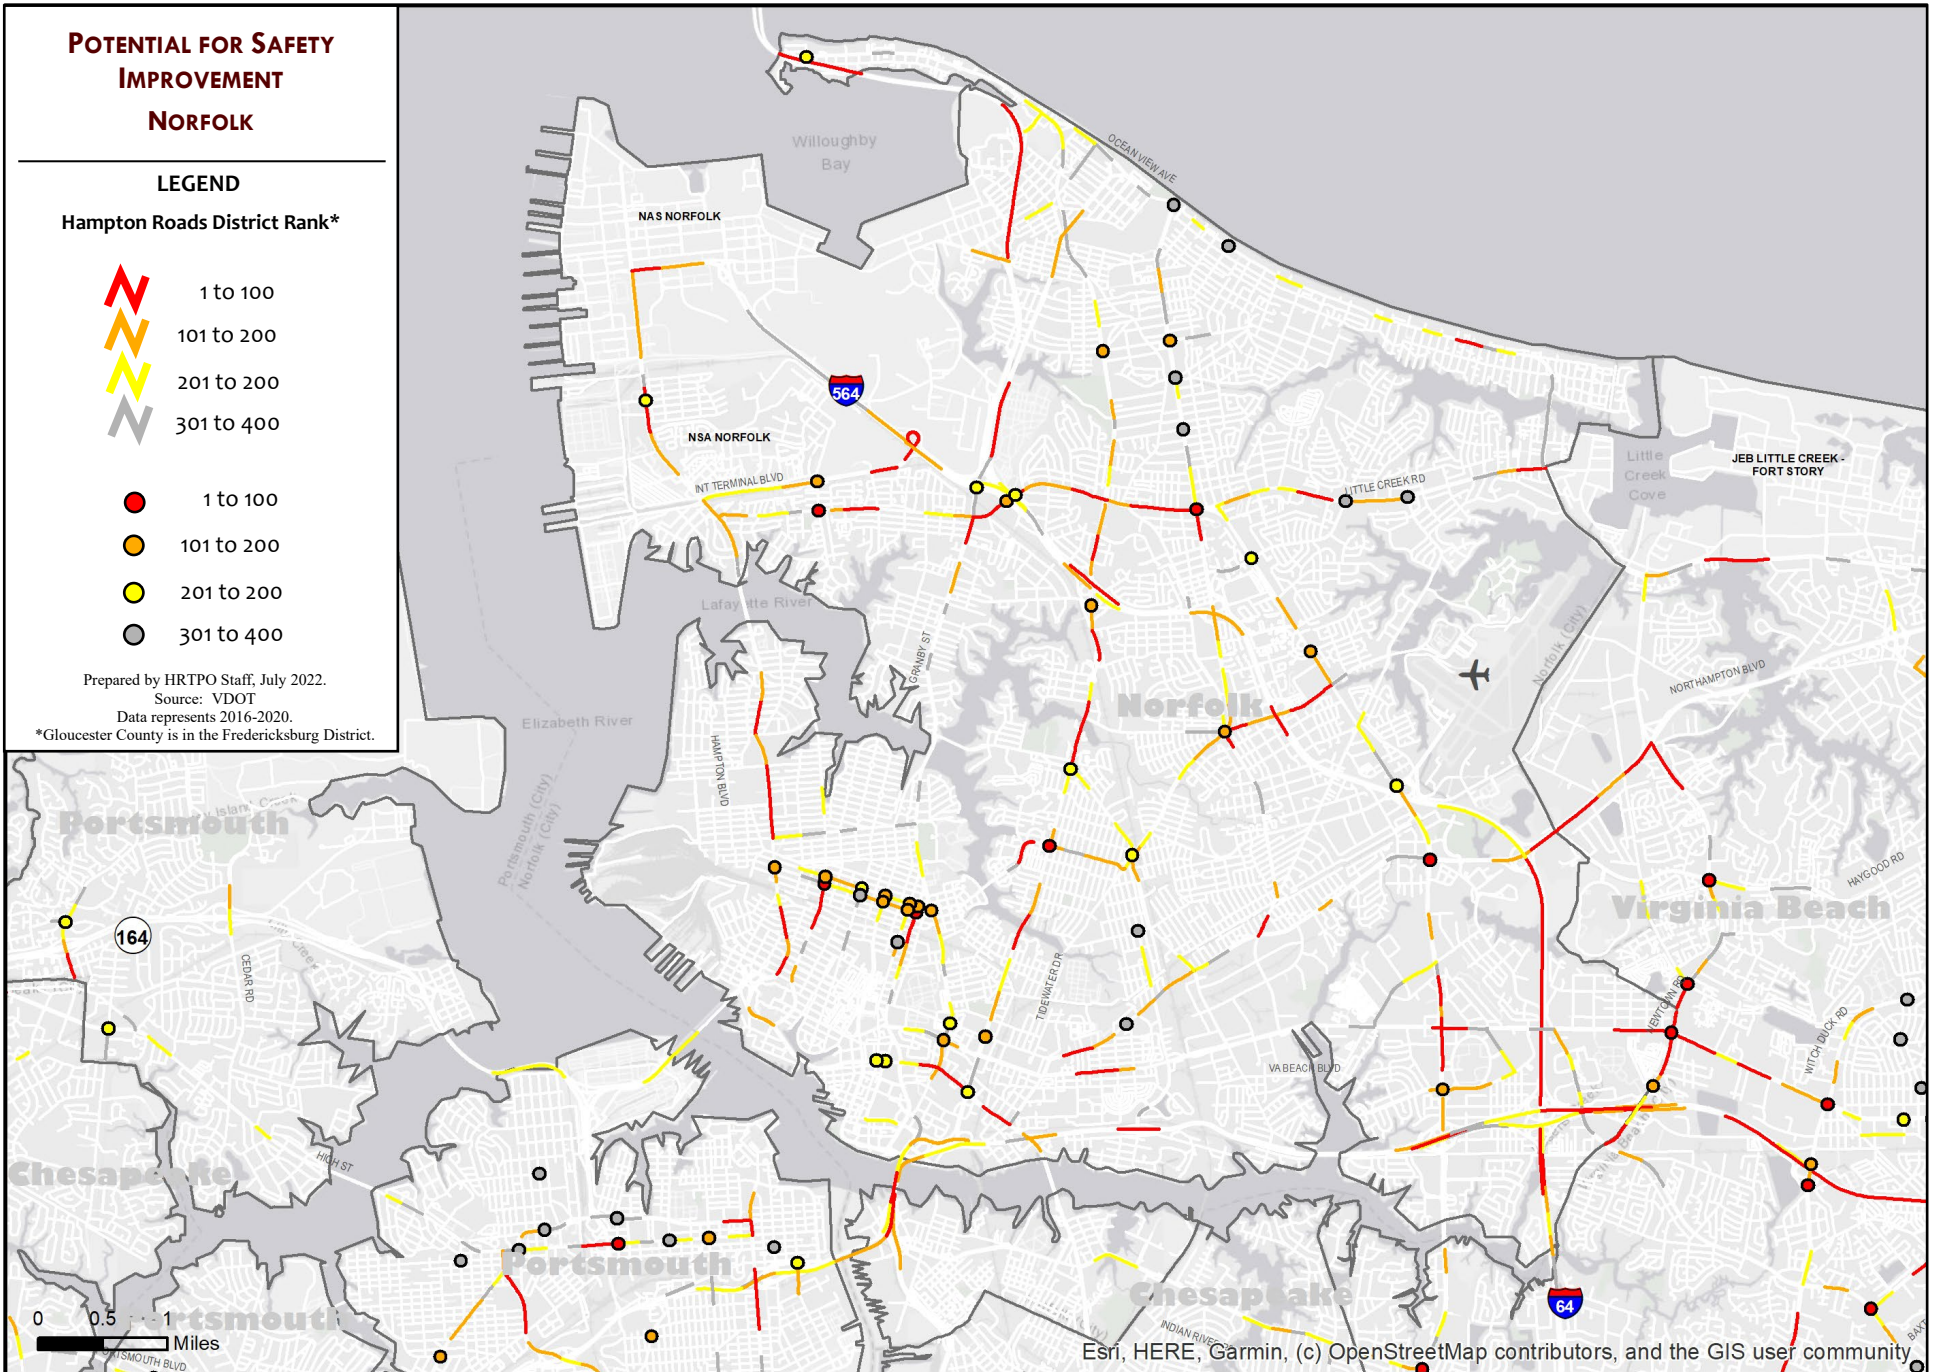 POTENTIAL FOR SAFETY
IMPROVEMENT
NORFOLK
LEGEND
Hampton Roads District Rank*
1 to 100
101 to 200
201 to 200
301 to 400
1 to 100
101 to 200
201 to 200
301 to 400
Prepared by HRTPO Staff, July 2022.
Source: VDOT
Data represents 2016-2020.
*Gloucester County is in the Fredericksburg District.
Willoughby
Bay
OCEAN VIEW AVE
NAS NORFOLK
564
NSA NORFOLK
INT TERMINAL BLVD
LITTLE CREEK RD
Little
Creek
Cove
JEB LITTLE CREEK -
FORT STORY
Lafayette River
GRANBY ST
Norfolk (City)
NORTHAMPTON BLVD
Elizabeth River
Norfolk
HAMPTON BLVD
Portsmouth (City)
Norfolk (City)
Portsmouth
HAYGOOD RD
Virginia Beach
164
CEDAR RD
TIDEWATER DR
NEWTOWN RD
WITCH DUCK RD
VA BEACH BLVD
Chesapeake
HIGH ST
Portsmouth
Chesapeake
64
0 0.5 1
Miles
INDIAN RIVER
Esri, HERE, Garmin, (c) OpenStreetMap contributors, and the GIS user community